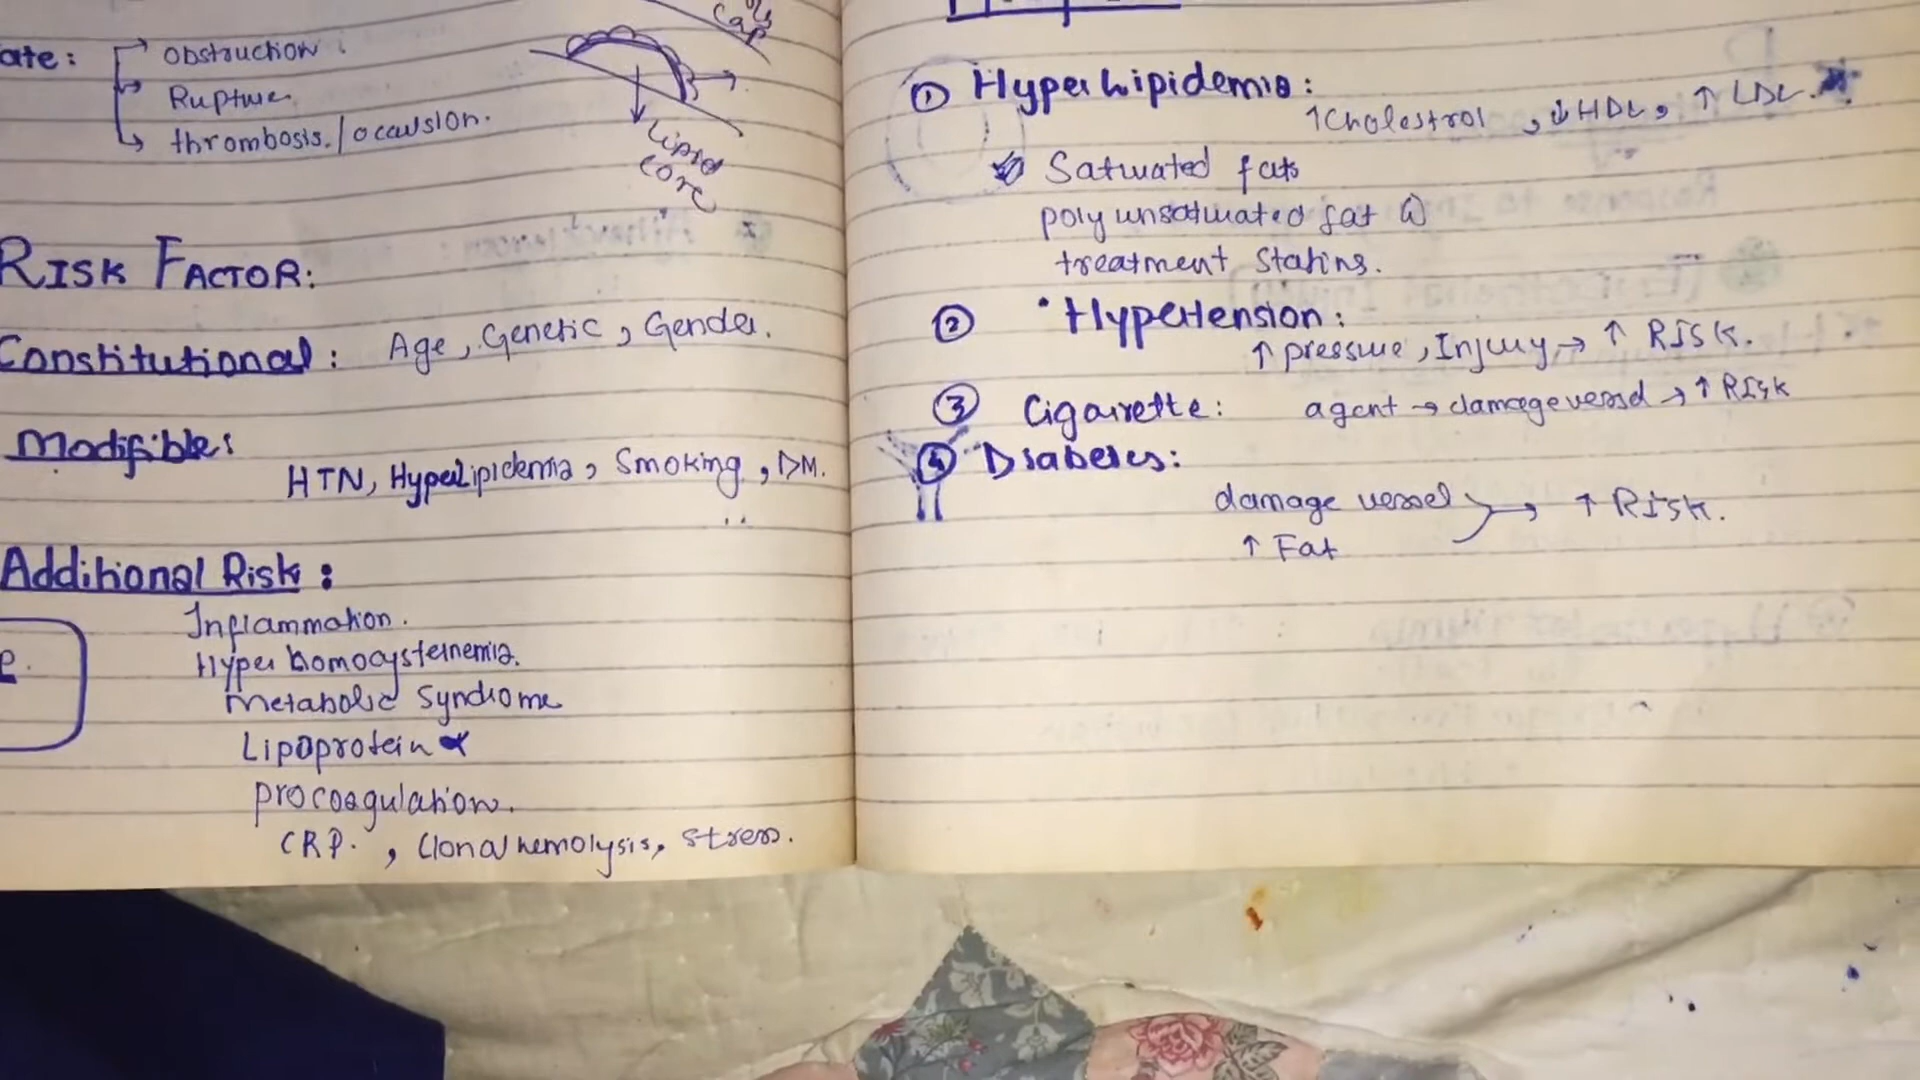 ate:
obstruction.
Rupture
thrombosis./occulsion.
Cap
Lipid
core
RISK FACTOR:
Constitutional: Age, Genetic, Gender.
Modifible:
HTN, Hyperlipidemia, Smoking, DM.
Additional Risk:
Inflammation.
Hyper homocysteinemia.
Metabolic Syndrome
Lipoprotein α
procoagulation.
CRP., Clonal hemolysis, stress.
e.
① Hyperlipidemia:
↑Cholestrol, ↓HDL, ↑ LDL.
Saturated fats
poly unsaturated fat
treatment Statins.
② Hypertension:
↑ pressure, Injury → ↑ RISK.
③ Cigairette: agent → damage vessel → ↑ RISK
④ Diabetes:
damage vessel → ↑ RISK.
↑ Fat